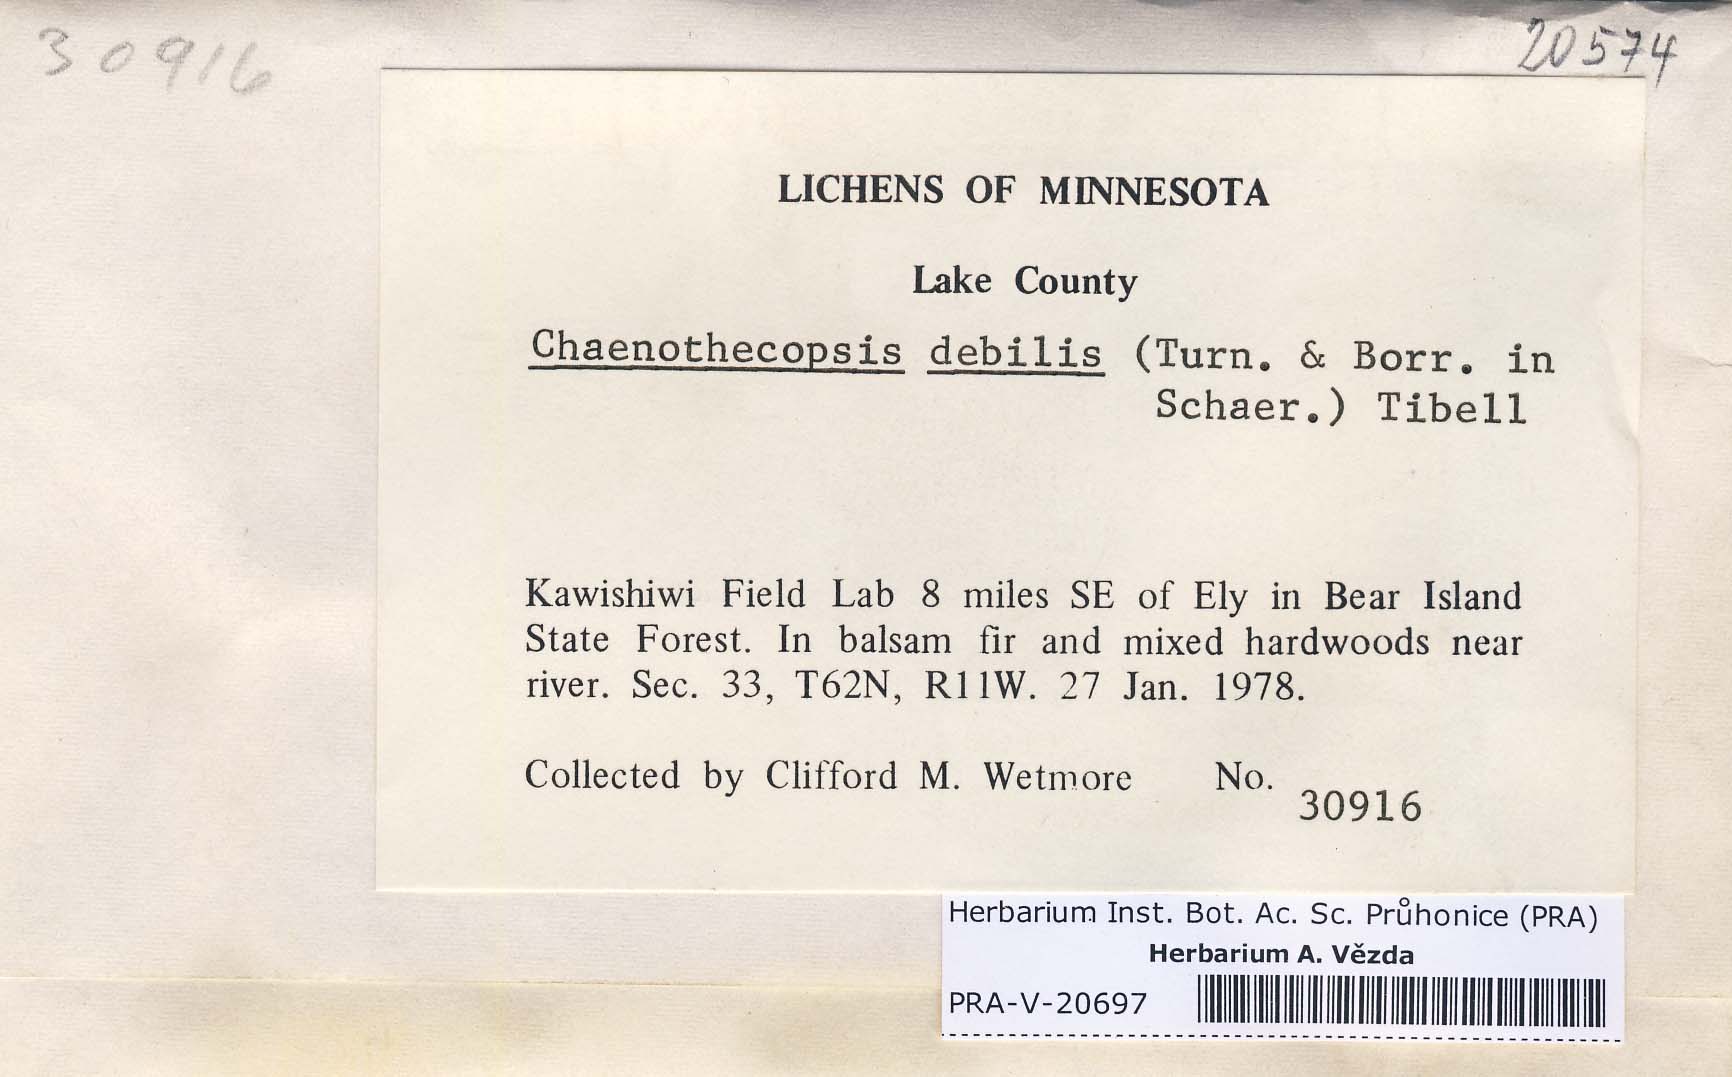 30916
20574
LICHENS OF MINNESOTA
Lake County
Chaenothecopsis debilis (Turn. & Borr. in
Schaer.) Tibell
Kawishiwi Field Lab 8 miles SE of Ely in Bear Island
State Forest. In balsam fir and mixed hardwoods near
river. Sec. 33, T62N, R11W. 27 Jan. 1978.
Collected by Clifford M. Wetmore No.
30916
Herbarium Inst. Bot. Ac. Sc. Průhonice (PRA)
Herbarium A. Vězda
PRA-V-20697